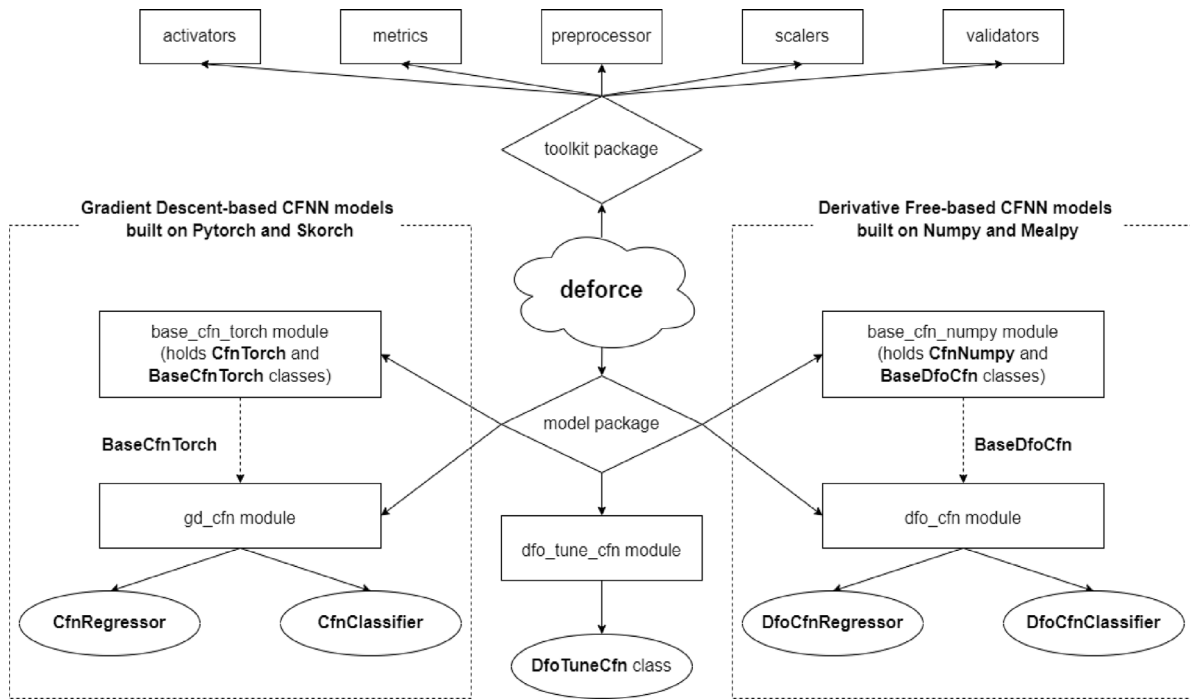 activators
metrics
preprocessor
scalers
validators
toolkit package
Gradient Descent-based CFNN models
built on Pytorch and Skorch
Derivative Free-based CFNN models
built on Numpy and Mealpy
deforce
base_cfn_torch module
(holds CfnTorch and
BaseCfnTorch classes)
base_cfn_numpy module
(holds CfnNumpy and
BaseDfoCfn classes)
model package
BaseCfnTorch
BaseDfoCfn
gd_cfn module
dfo_tune_cfn module
dfo_cfn module
CfnRegressor
CfnClassifier
DfoTuneCfn class
DfoCfnRegressor
DfoCfnClassifier